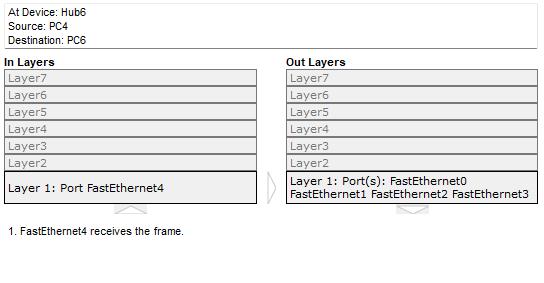 At Device: Hub6
Source: PC4
Destination: PC6
In Layers
Out Layers
Layer7
Layer7
Layer6
Layer6
Layer5
Layer5
Layer4
Layer4
Layer3
Layer3
Layer2
Layer2
Layer 1: Port FastEthernet4
Layer 1: Port(s): FastEthernet0
FastEthernet1 FastEthernet2 FastEthernet3
1. FastEthernet4 receives the frame.